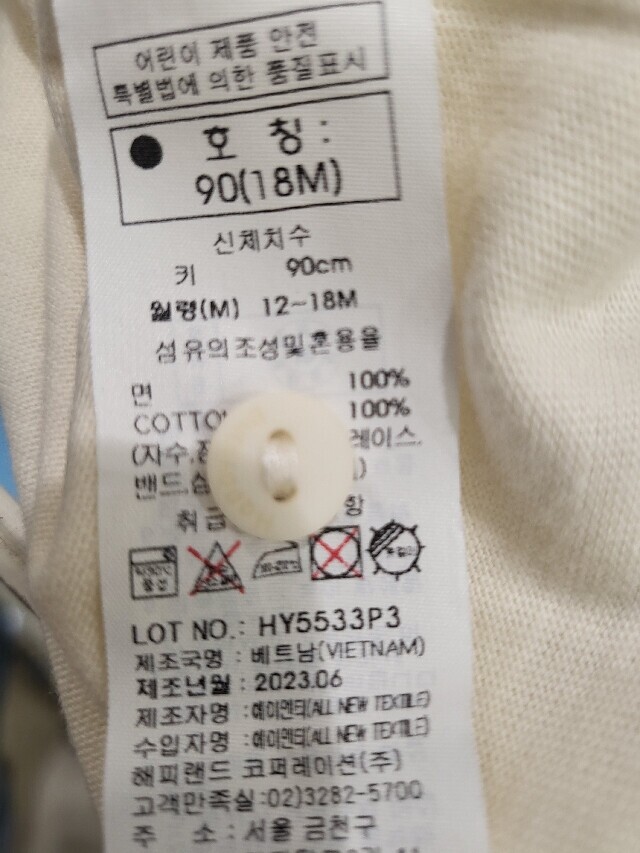 어린이 제품 안전
특별법에 의한 품질표시
호 칭 :
90(18M)
신체치수
키 90cm
월령(M) 12-18M
섬유의조성및혼용율
면 100%
COTTO 100%
(자수, 레이스.
밴드
취급 항
LOT NO.: HY5533P3
제조국명 : 베트남(VIETNAM)
제조년월 : 2023.06
제조자명 :에이엔티(ALL NEW TEXTILE)
수입자명 :에이엔티(ALL NEW TEXTILE)
해피랜드 코퍼레이션(주)
고객만족실:02)3282-5700
주 소 : 서울 금천구